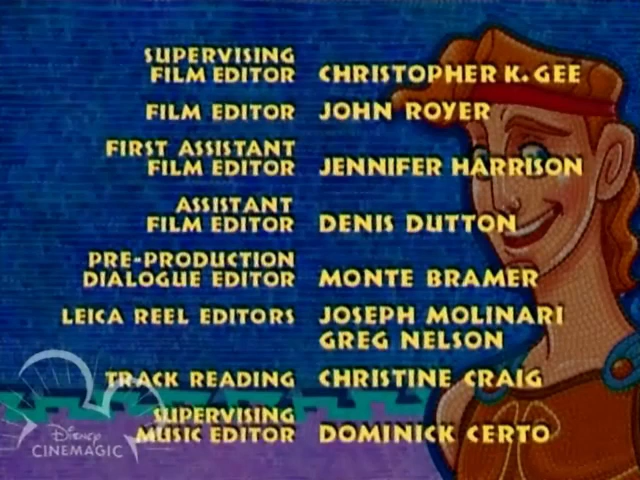 SUPERVISING
FILM EDITOR CHRISTOPHER K. GEE
FILM EDITOR JOHN ROYER
FIRST ASSISTANT
FILM EDITOR JENNIFER HARRISON
ASSISTANT
FILM EDITOR DENIS DUTTON
PRE-PRODUCTION
DIALOGUE EDITOR MONTE BRAMER
LEICA REEL EDITORS JOSEPH MOLINARI
GREG NELSON
TRACK READING CHRISTINE CRAIG
SUPERVISING
MUSIC EDITOR DOMINICK CERTO
Disney
CINEMAGIC